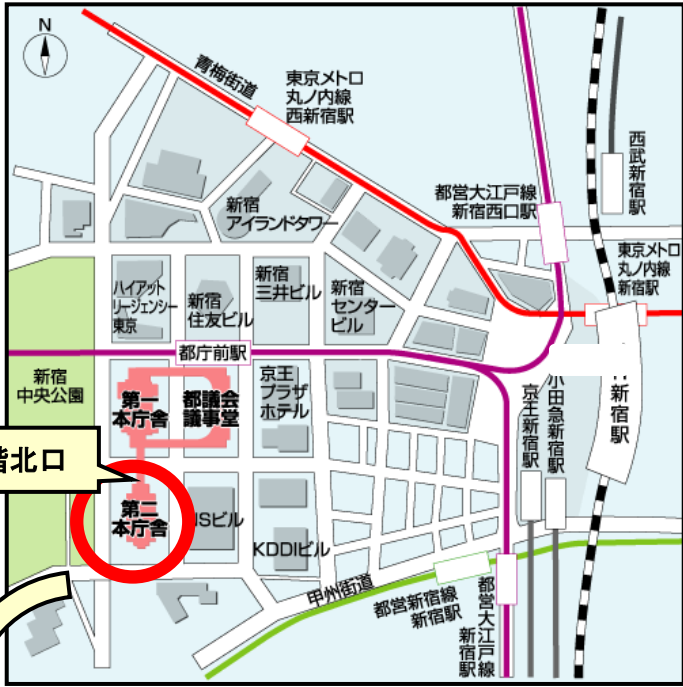 N
青梅街道
東京メトロ
丸ノ内線
西新宿駅
西武新宿駅
都営大江戸線
新宿西口駅
新宿
アイランドタワー
東京メトロ
丸ノ内線
新宿駅
ハイアット
リージェンシー
東京
新宿
住友ビル
新宿
三井ビル
新宿
センター
ビル
都庁前駅
新宿
中央公園
第一
本庁舎
都議会
議事堂
京王
プラザ
ホテル
新宿駅
小田急新宿駅
京王新宿駅
階北口
第二
本庁舎
NSビル
KDDIビル
甲州街道
都営新宿線
新宿駅
都営大江戸線
新宿駅